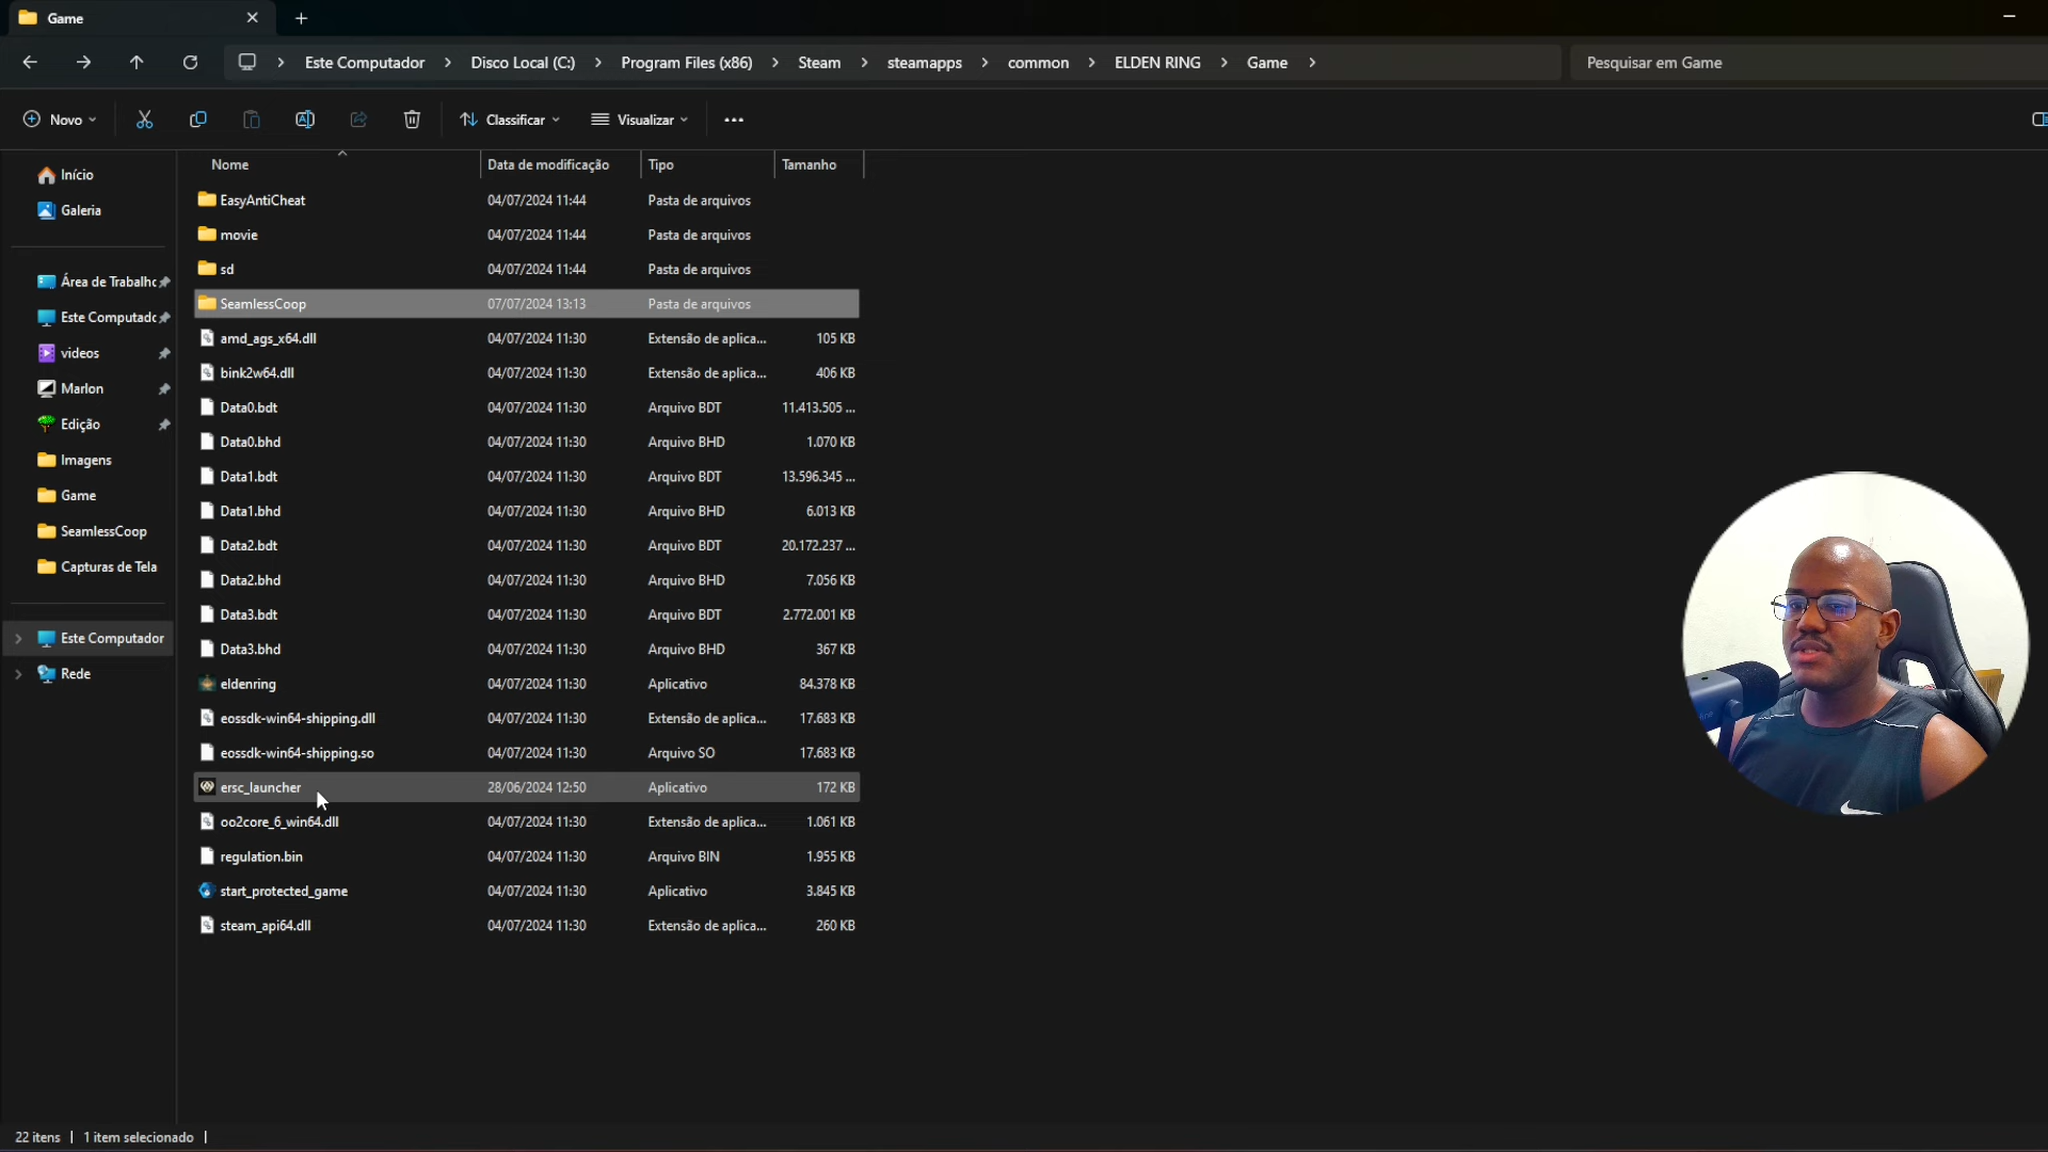 Game
Este Computador > Disco Local (C:) > Program Files (x86) > Steam > steamapps > common > ELDEN RING > Game >
Pesquisar em Game
Novo
Classificar
Visualizar
Início
Galeria
Área de Trabalhc
Este Computadc
videos
Marlon
Edição
Imagens
Game
SeamlessCoop
Capturas de Tela
Este Computador
Rede
Nome Data de modificação Tipo Tamanho
EasyAntiCheat 04/07/2024 11:44 Pasta de arquivos
movie 04/07/2024 11:44 Pasta de arquivos
sd 04/07/2024 11:44 Pasta de arquivos
SeamlessCoop 07/07/2024 13:13 Pasta de arquivos
amd_ags_x64.dll 04/07/2024 11:30 Extensão de aplica... 105 KB
bink2w64.dll 04/07/2024 11:30 Extensão de aplica... 406 KB
Data0.bdt 04/07/2024 11:30 Arquivo BDT 11.413.505 ...
Data0.bhd 04/07/2024 11:30 Arquivo BHD 1.070 KB
Data1.bdt 04/07/2024 11:30 Arquivo BDT 13.596.345 ...
Data1.bhd 04/07/2024 11:30 Arquivo BHD 6.013 KB
Data2.bdt 04/07/2024 11:30 Arquivo BDT 20.172.237 ...
Data2.bhd 04/07/2024 11:30 Arquivo BHD 7.056 KB
Data3.bdt 04/07/2024 11:30 Arquivo BDT 2.772.001 KB
Data3.bhd 04/07/2024 11:30 Arquivo BHD 367 KB
eldenring 04/07/2024 11:30 Aplicativo 84.378 KB
eossdk-win64-shipping.dll 04/07/2024 11:30 Extensão de aplica... 17.683 KB
eossdk-win64-shipping.so 04/07/2024 11:30 Arquivo SO 17.683 KB
ersc_launcher 28/06/2024 12:50 Aplicativo 172 KB
oo2core_6_win64.dll 04/07/2024 11:30 Extensão de aplica... 1.061 KB
regulation.bin 04/07/2024 11:30 Arquivo BIN 1.955 KB
start_protected_game 04/07/2024 11:30 Aplicativo 3.845 KB
steam_api64.dll 04/07/2024 11:30 Extensão de aplica... 260 KB
22 itens | 1 item selecionado |